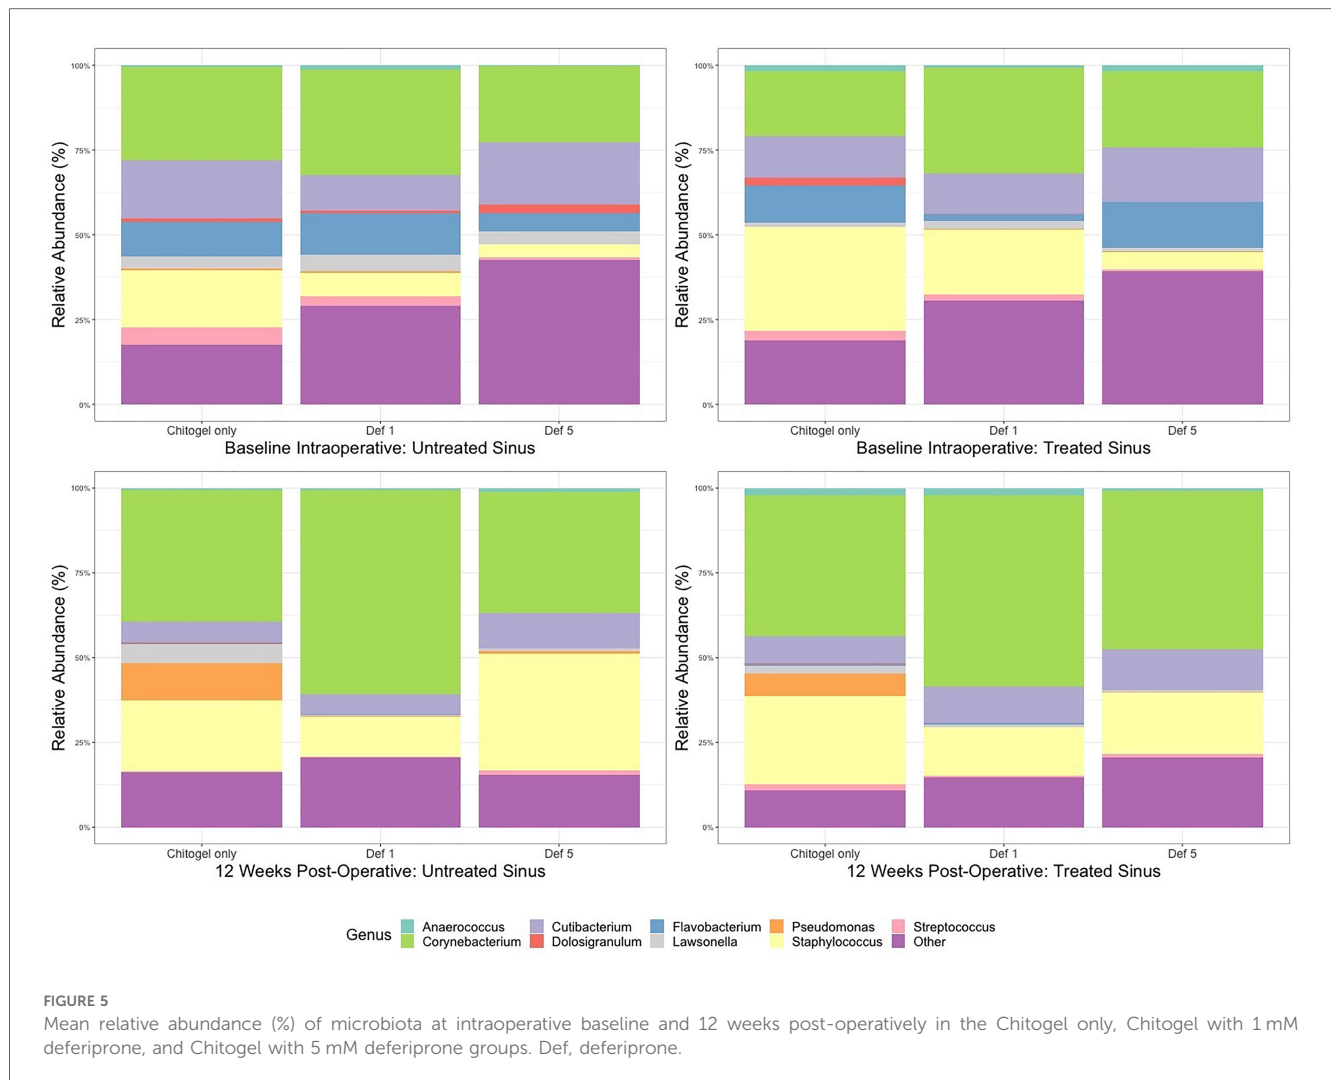 Relative Abundance (%)
100%
75%
50%
25%
0%
Chitogel only Def 1 Def 5
Baseline Intraoperative: Untreated Sinus
Relative Abundance (%)
100%
75%
50%
25%
0%
Chitogel only Def 1 Def 5
Baseline Intraoperative: Treated Sinus
Relative Abundance (%)
100%
75%
50%
25%
0%
Chitogel only Def 1 Def 5
12 Weeks Post-Operative: Untreated Sinus
Relative Abundance (%)
100%
75%
50%
25%
0%
Chitogel only Def 1 Def 5
12 Weeks Post-Operative: Treated Sinus
Genus
Anaerococcus Cutibacterium Flavobacterium Pseudomonas Streptococcus
Corynebacterium Dolosigranulum Lawsonella Staphylococcus Other
FIGURE 5
Mean relative abundance (%) of microbiota at intraoperative baseline and 12 weeks post-operatively in the Chitogel only, Chitogel with 1 mM
deferiprone, and Chitogel with 5 mM deferiprone groups. Def, deferiprone.